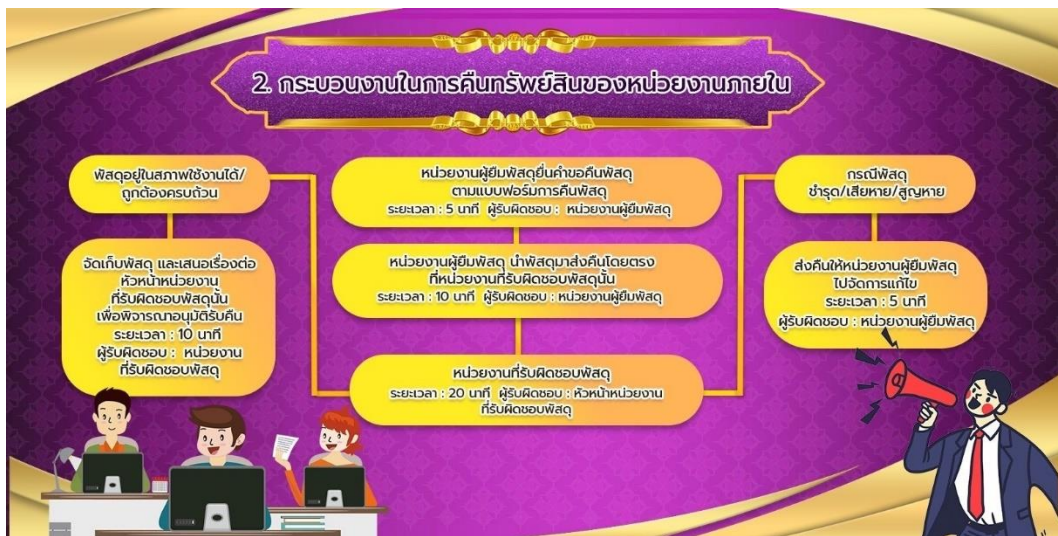 2. กระบวนงานในการคืนทรัพย์สินของหน่วยงานภายใน
หน่วยงานผู้ยืมพัสดุยื่นคำขอคืนพัสดุ
ตามแบบฟอร์มการคืนพัสดุ
ระยะเวลา : 5 นาที ผู้รับผิดชอบ : หน่วยงานผู้ยืมพัสดุ
หน่วยงานผู้ยืมพัสดุ นำพัสดุมาส่งคืนโดยตรง
ที่หน่วยงานที่รับผิดชอบพัสดุนั้น
ระยะเวลา : 10 นาที ผู้รับผิดชอบ : หน่วยงานผู้ยืมพัสดุ
หน่วยงานที่รับผิดชอบพัสดุ
ระยะเวลา : 20 นาที ผู้รับผิดชอบ : หัวหน้าหน่วยงาน
ที่รับผิดชอบพัสดุ
พัสดุอยู่ในสภาพใช้งานได้/
ถูกต้องครบถ้วน
จัดเก็บพัสดุ และเสนอเรื่องต่อ
หัวหน้าหน่วยงาน
ที่รับผิดชอบพัสดุนั้น
เพื่อพิจารณาอนุมัติรับคืน
ระยะเวลา : 10 นาที
ผู้รับผิดชอบ : หน่วยงาน
ที่รับผิดชอบพัสดุ
กรณีพัสดุ
ชำรุด/เสียหาย/สูญหาย
ส่งคืนให้หน่วยงานผู้ยืมพัสดุ
ไปจัดการแก้ไข
ระยะเวลา : 5 นาที
ผู้รับผิดชอบ : หน่วยงานผู้ยืมพัสดุ